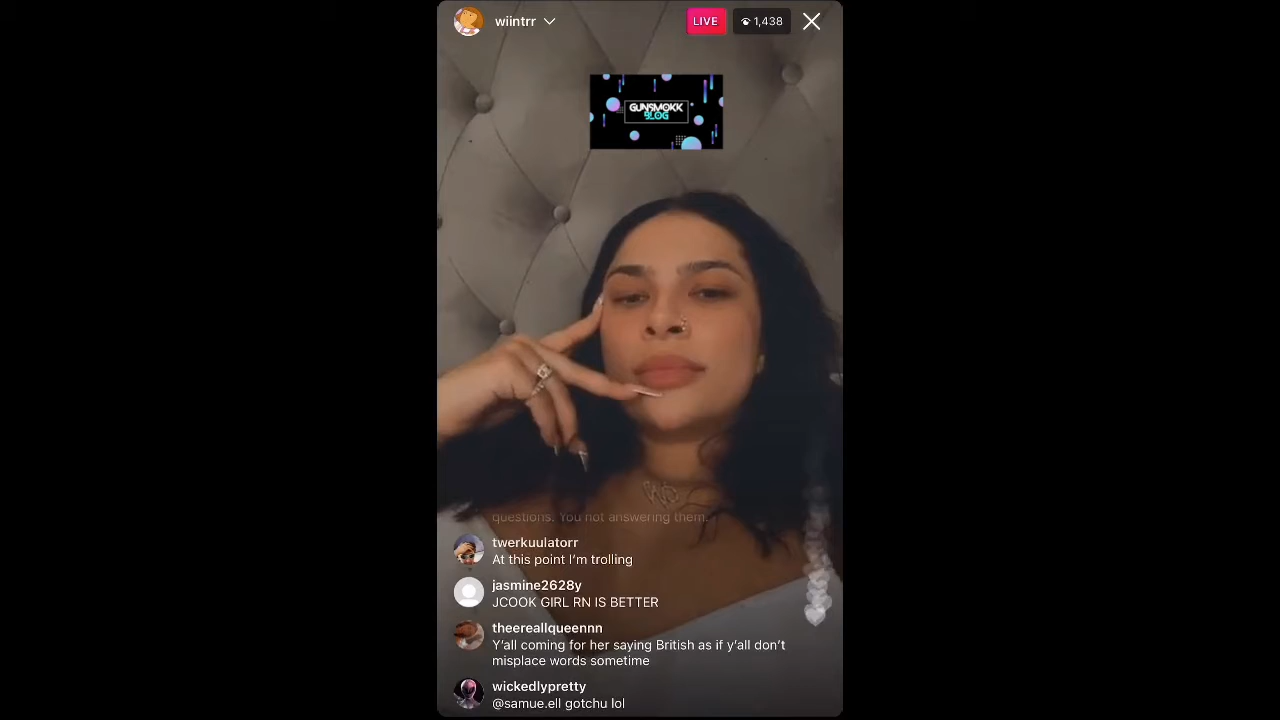 wiintrr
LIVE
1,438
GUNSMOKK
BLOG
questions. You not answering them.
twerkuulatorr
At this point I’m trolling
jasmine2628y
JCOOK GIRL RN IS BETTER
theereallqueennn
Y’all coming for her saying British as if y’all don’t
misplace words sometime
wickedlypretty
@samue.ell gotchu lol